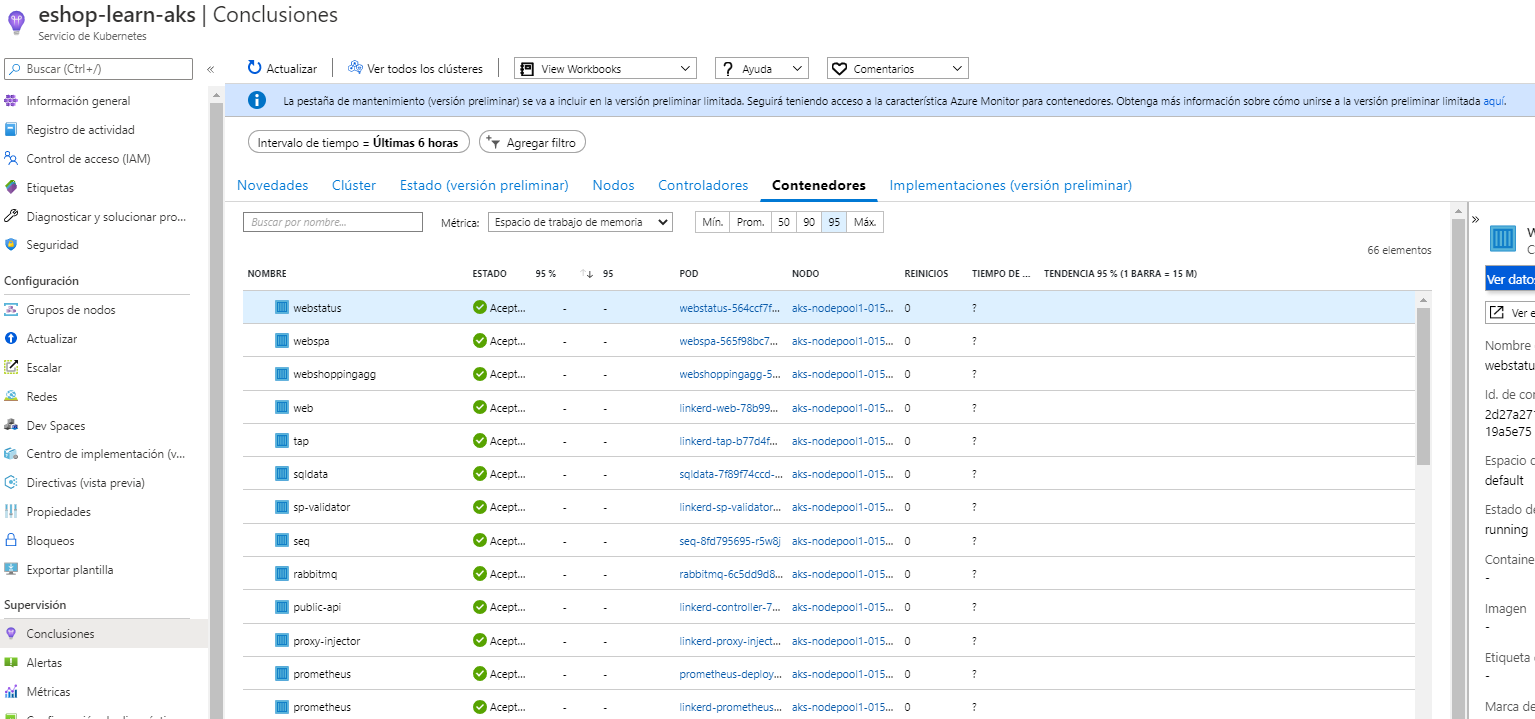 eshop-learn-aks | Conclusiones
Servicio de Kubernetes
Buscar (Ctrl+/)
«
Información general
Registro de actividad
Control de acceso (IAM)
Etiquetas
Diagnosticar y solucionar pro...
Seguridad
Configuración
Grupos de nodos
Actualizar
Escalar
Redes
Dev Spaces
Centro de implementación (v...
Directivas (vista previa)
Propiedades
Bloqueos
Exportar plantilla
Supervisión
Conclusiones
Alertas
Métricas
Actualizar Ver todos los clústeres View Workbooks Ayuda Comentarios
La pestaña de mantenimiento (versión preliminar) se va a incluir en la versión preliminar limitada. Seguirá teniendo acceso a la característica Azure Monitor para contenedores. Obtenga más información sobre cómo unirse a la versión preliminar limitada aquí.
Intervalo de tiempo = Últimas 6 horas Agregar filtro
Novedades Clúster Estado (versión preliminar) Nodos Controladores Contenedores Implementaciones (versión preliminar)
Buscar por nombre... Métrica: Espacio de trabajo de memoria Mín. Prom. 50 90 95 Máx.
66 elementos
NOMBRE ESTADO 95 % ↑↓ 95 POD NODO REINICIOS TIEMPO DE ... TENDENCIA 95 % (1 BARRA = 15 M)
webstatus Acept... - - webstatus-564ccf7f... aks-nodepool1-015... 0 ?
webspa Acept... - - webspa-565f98bc7... aks-nodepool1-015... 0 ?
webshoppingagg Acept... - - webshoppingagg-5... aks-nodepool1-015... 0 ?
web Acept... - - linkerd-web-78b99... aks-nodepool1-015... 0 ?
tap Acept... - - linkerd-tap-b77d4f... aks-nodepool1-015... 0 ?
sqldata Acept... - - sqldata-7f89f74ccd-... aks-nodepool1-015... 0 ?
sp-validator Acept... - - linkerd-sp-validator... aks-nodepool1-015... 0 ?
seq Acept... - - seq-8fd795695-r5w8j aks-nodepool1-015... 0 ?
rabbitmq Acept... - - rabbitmq-6c5dd9d8... aks-nodepool1-015... 0 ?
public-api Acept... - - linkerd-controller-7... aks-nodepool1-015... 0 ?
proxy-injector Acept... - - linkerd-proxy-inject... aks-nodepool1-015... 0 ?
prometheus Acept... - - prometheus-deploy... aks-nodepool1-015... 0 ?
prometheus Acept... - - linkerd-prometheus... aks-nodepool1-015... 0 ?
»
W
C
Ver datos
Ver e
Nombre
webstatu
Id. de con
2d27a27
19a5e75
Espacio
default
Estado de
running
Containe
-
Imagen
-
Etiqueta
-
Marca de